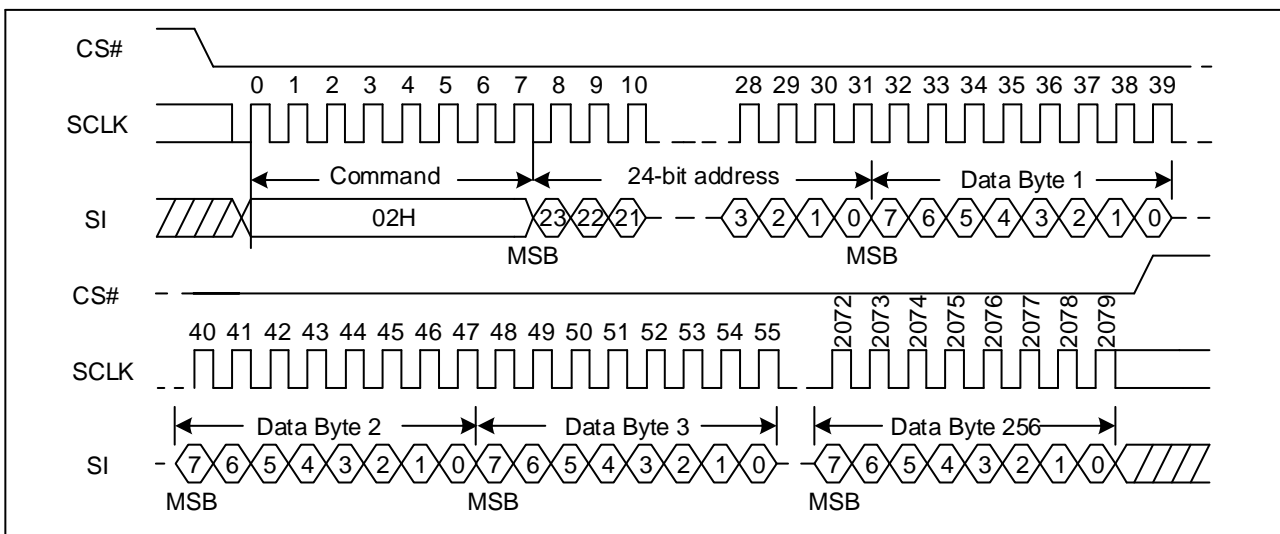 CS#
0 1 2 3 4 5 6 7 8 9 10 28 29 30 31 32 33 34 35 36 37 38 39
SCLK
Command 24-bit address Data Byte 1
SI 02H 23 22 21 3 2 1 0 7 6 5 4 3 2 1 0
MSB MSB
CS#
40 41 42 43 44 45 46 47 48 49 50 51 52 53 54 55 2072 2073 2074 2075 2076 2077 2078 2079
SCLK
Data Byte 2 Data Byte 3 Data Byte 256
SI 7 6 5 4 3 2 1 0 7 6 5 4 3 2 1 0 7 6 5 4 3 2 1 0
MSB MSB MSB